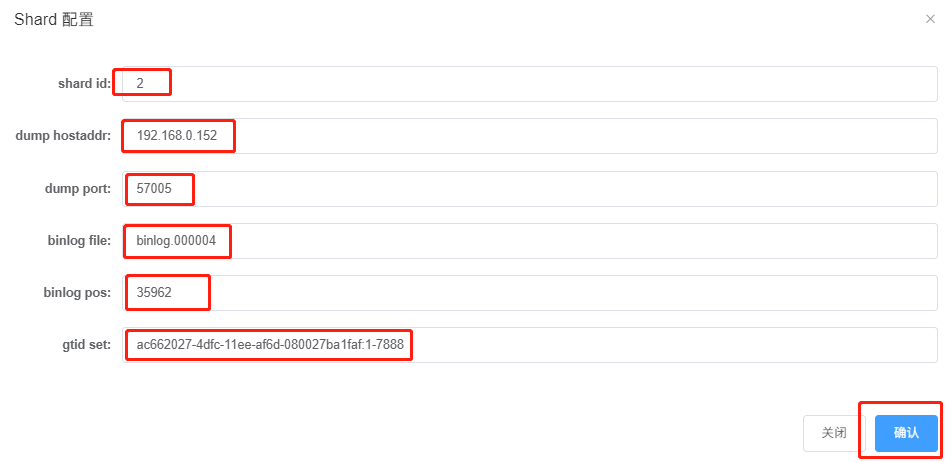 Shard 配置
shard id: 2
dump hostaddr: 192.168.0.152
dump port: 57005
binlog file: binlog.000004
binlog pos: 35962
gtid set: ac662027-4dfc-11ee-af6d-080027ba1faf:1-7888
关闭 确认